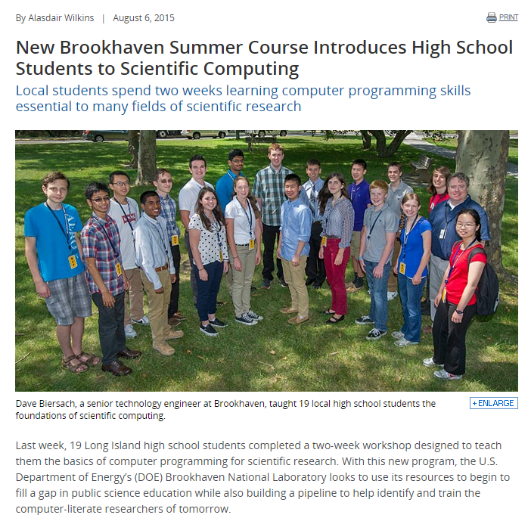 By Alasdair Wilkins | August 6, 2015
PRINT
New Brookhaven Summer Course Introduces High School
Students to Scientific Computing
Local students spend two weeks learning computer programming skills
essential to many fields of scientific research
Dave Biersach, a senior technology engineer at Brookhaven, taught 19 local high school students the
foundations of scientific computing.
+ENLARGE
Last week, 19 Long Island high school students completed a two-week workshop designed to teach
them the basics of computer programming for scientific research. With this new program, the U.S.
Department of Energy's (DOE) Brookhaven National Laboratory looks to use its resources to begin to
fill a gap in public science education while also building a pipeline to help identify and train the
computer-literate researchers of tomorrow.